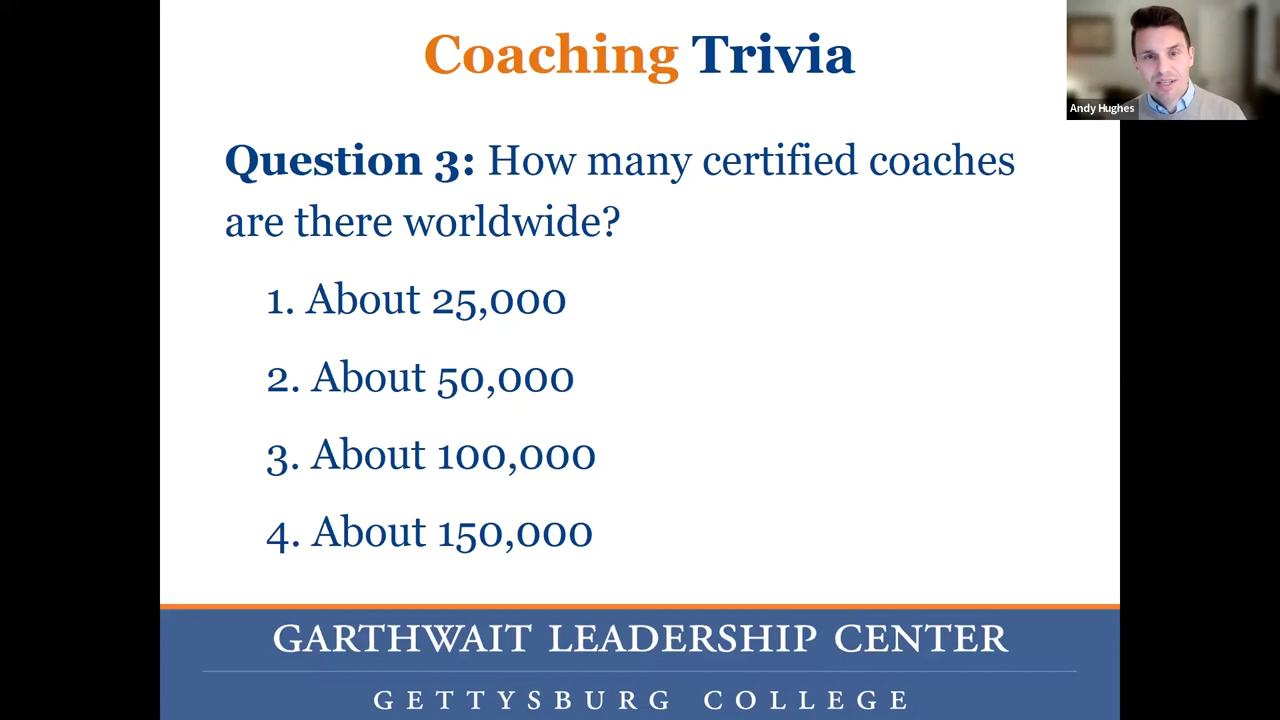 Coaching Trivia
Andy Hughes
Question 3: How many certified coaches
are there worldwide?
1. About 25,000
2. About 50,000
3. About 100,000
4. About 150,000
GARTHWAIT LEADERSHIP CENTER
GETTYSBURG COLLEGE